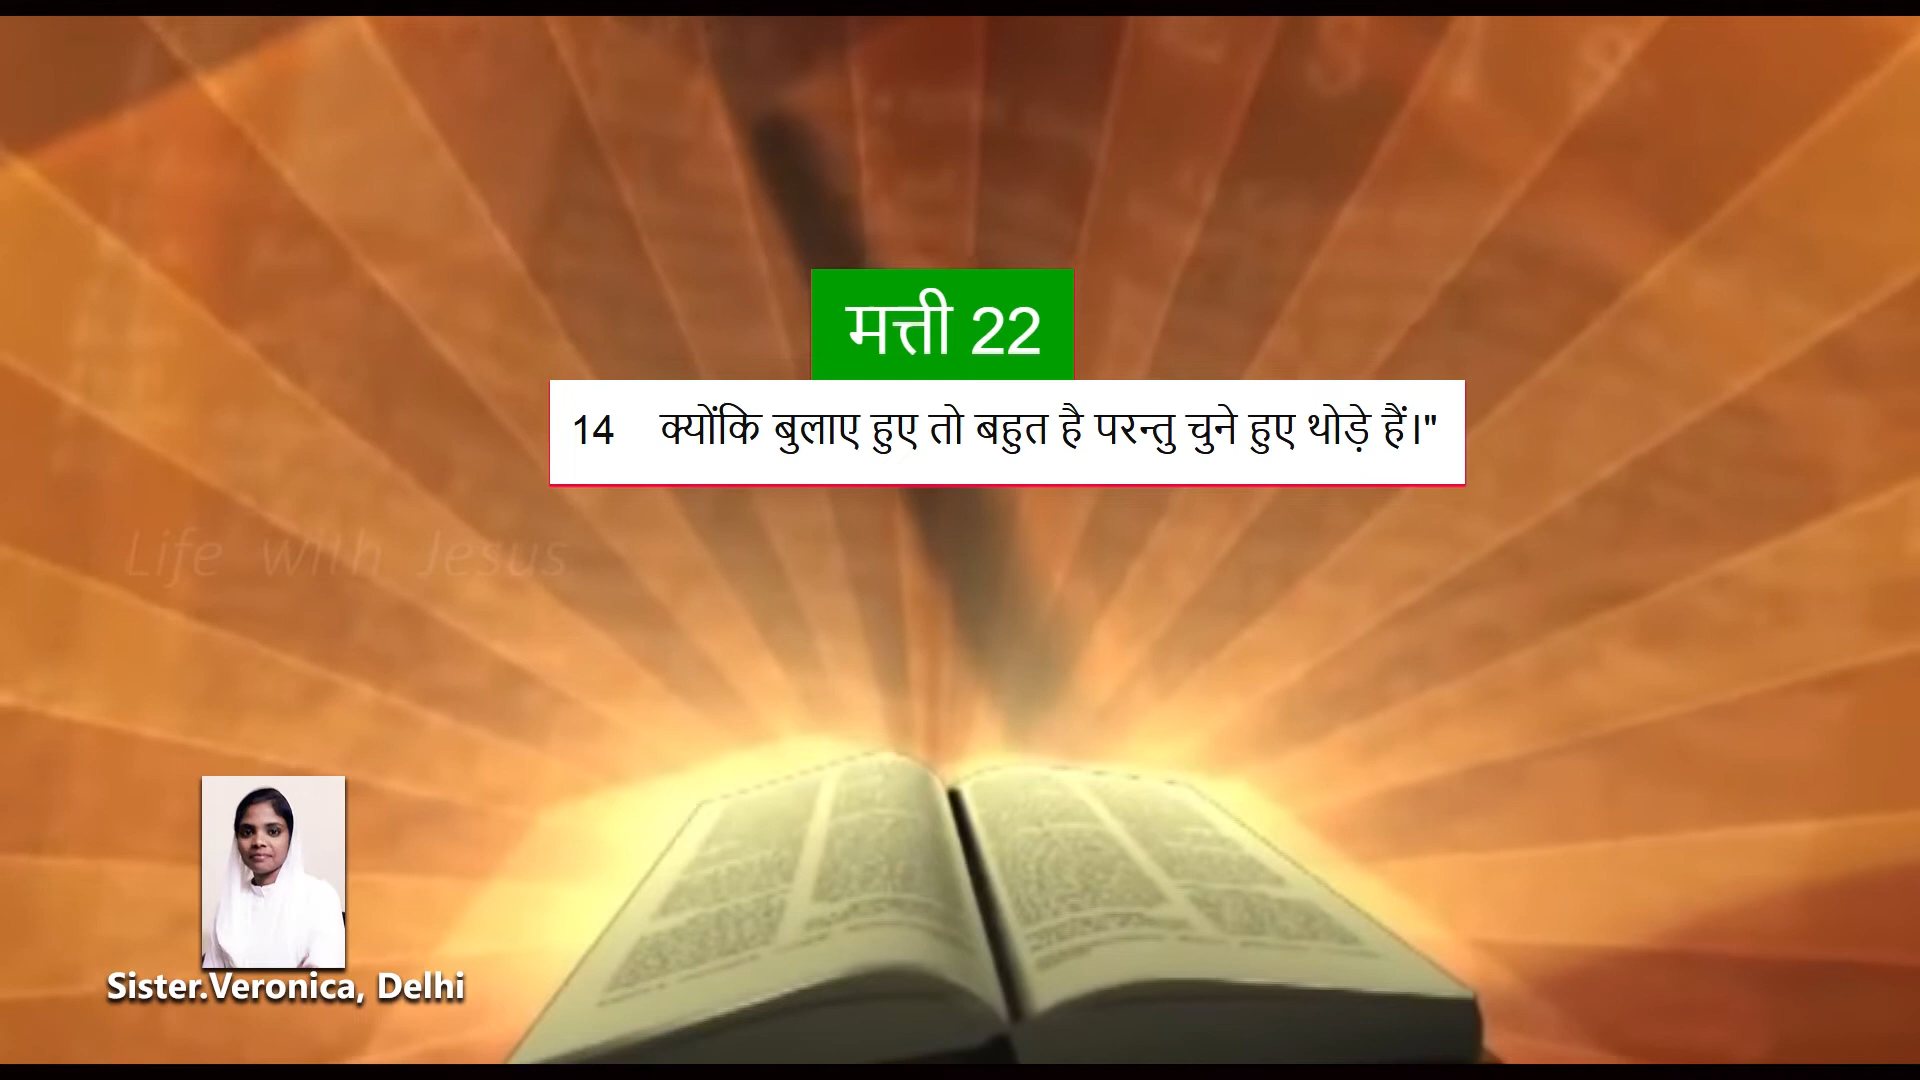 मत्ती 22
14 क्योंकि बुलाए हुए तो बहुत है परन्तु चुने हुए थोड़े हैं।"
Life with Jesus
Sister.Veronica, Delhi